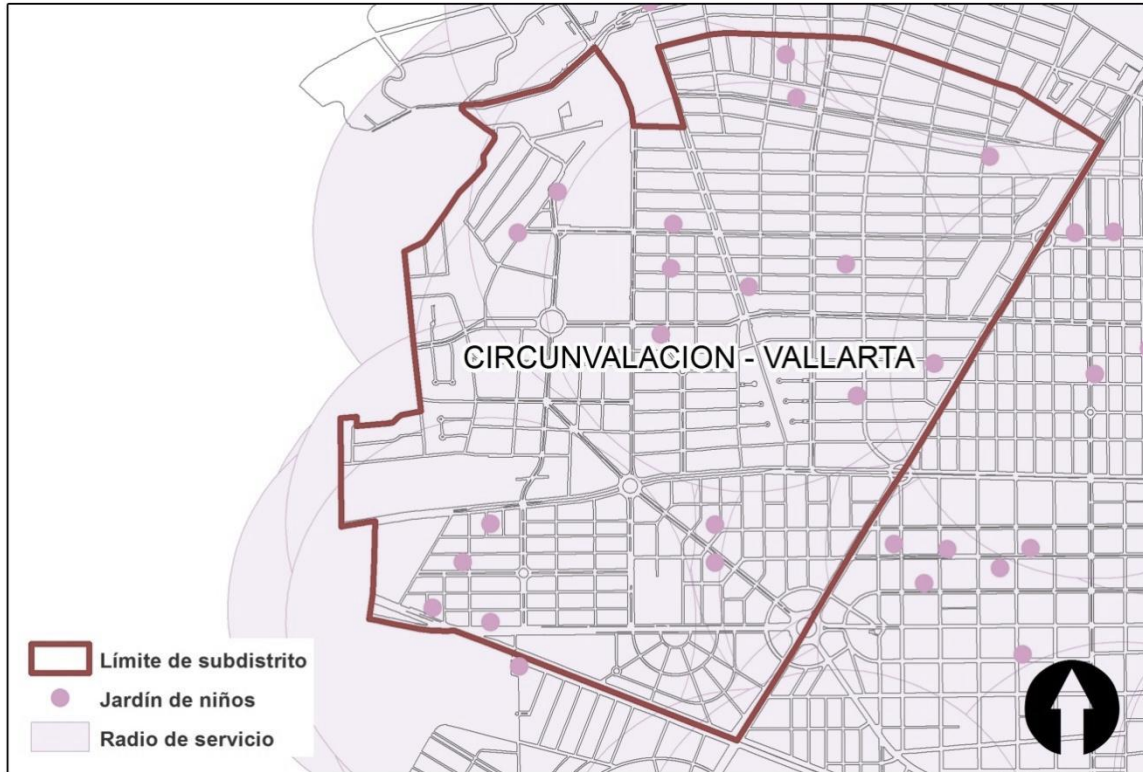 CIRCUNVALACION - VALLARTA
Límite de subdistrito
Jardín de niños
Radio de servicio